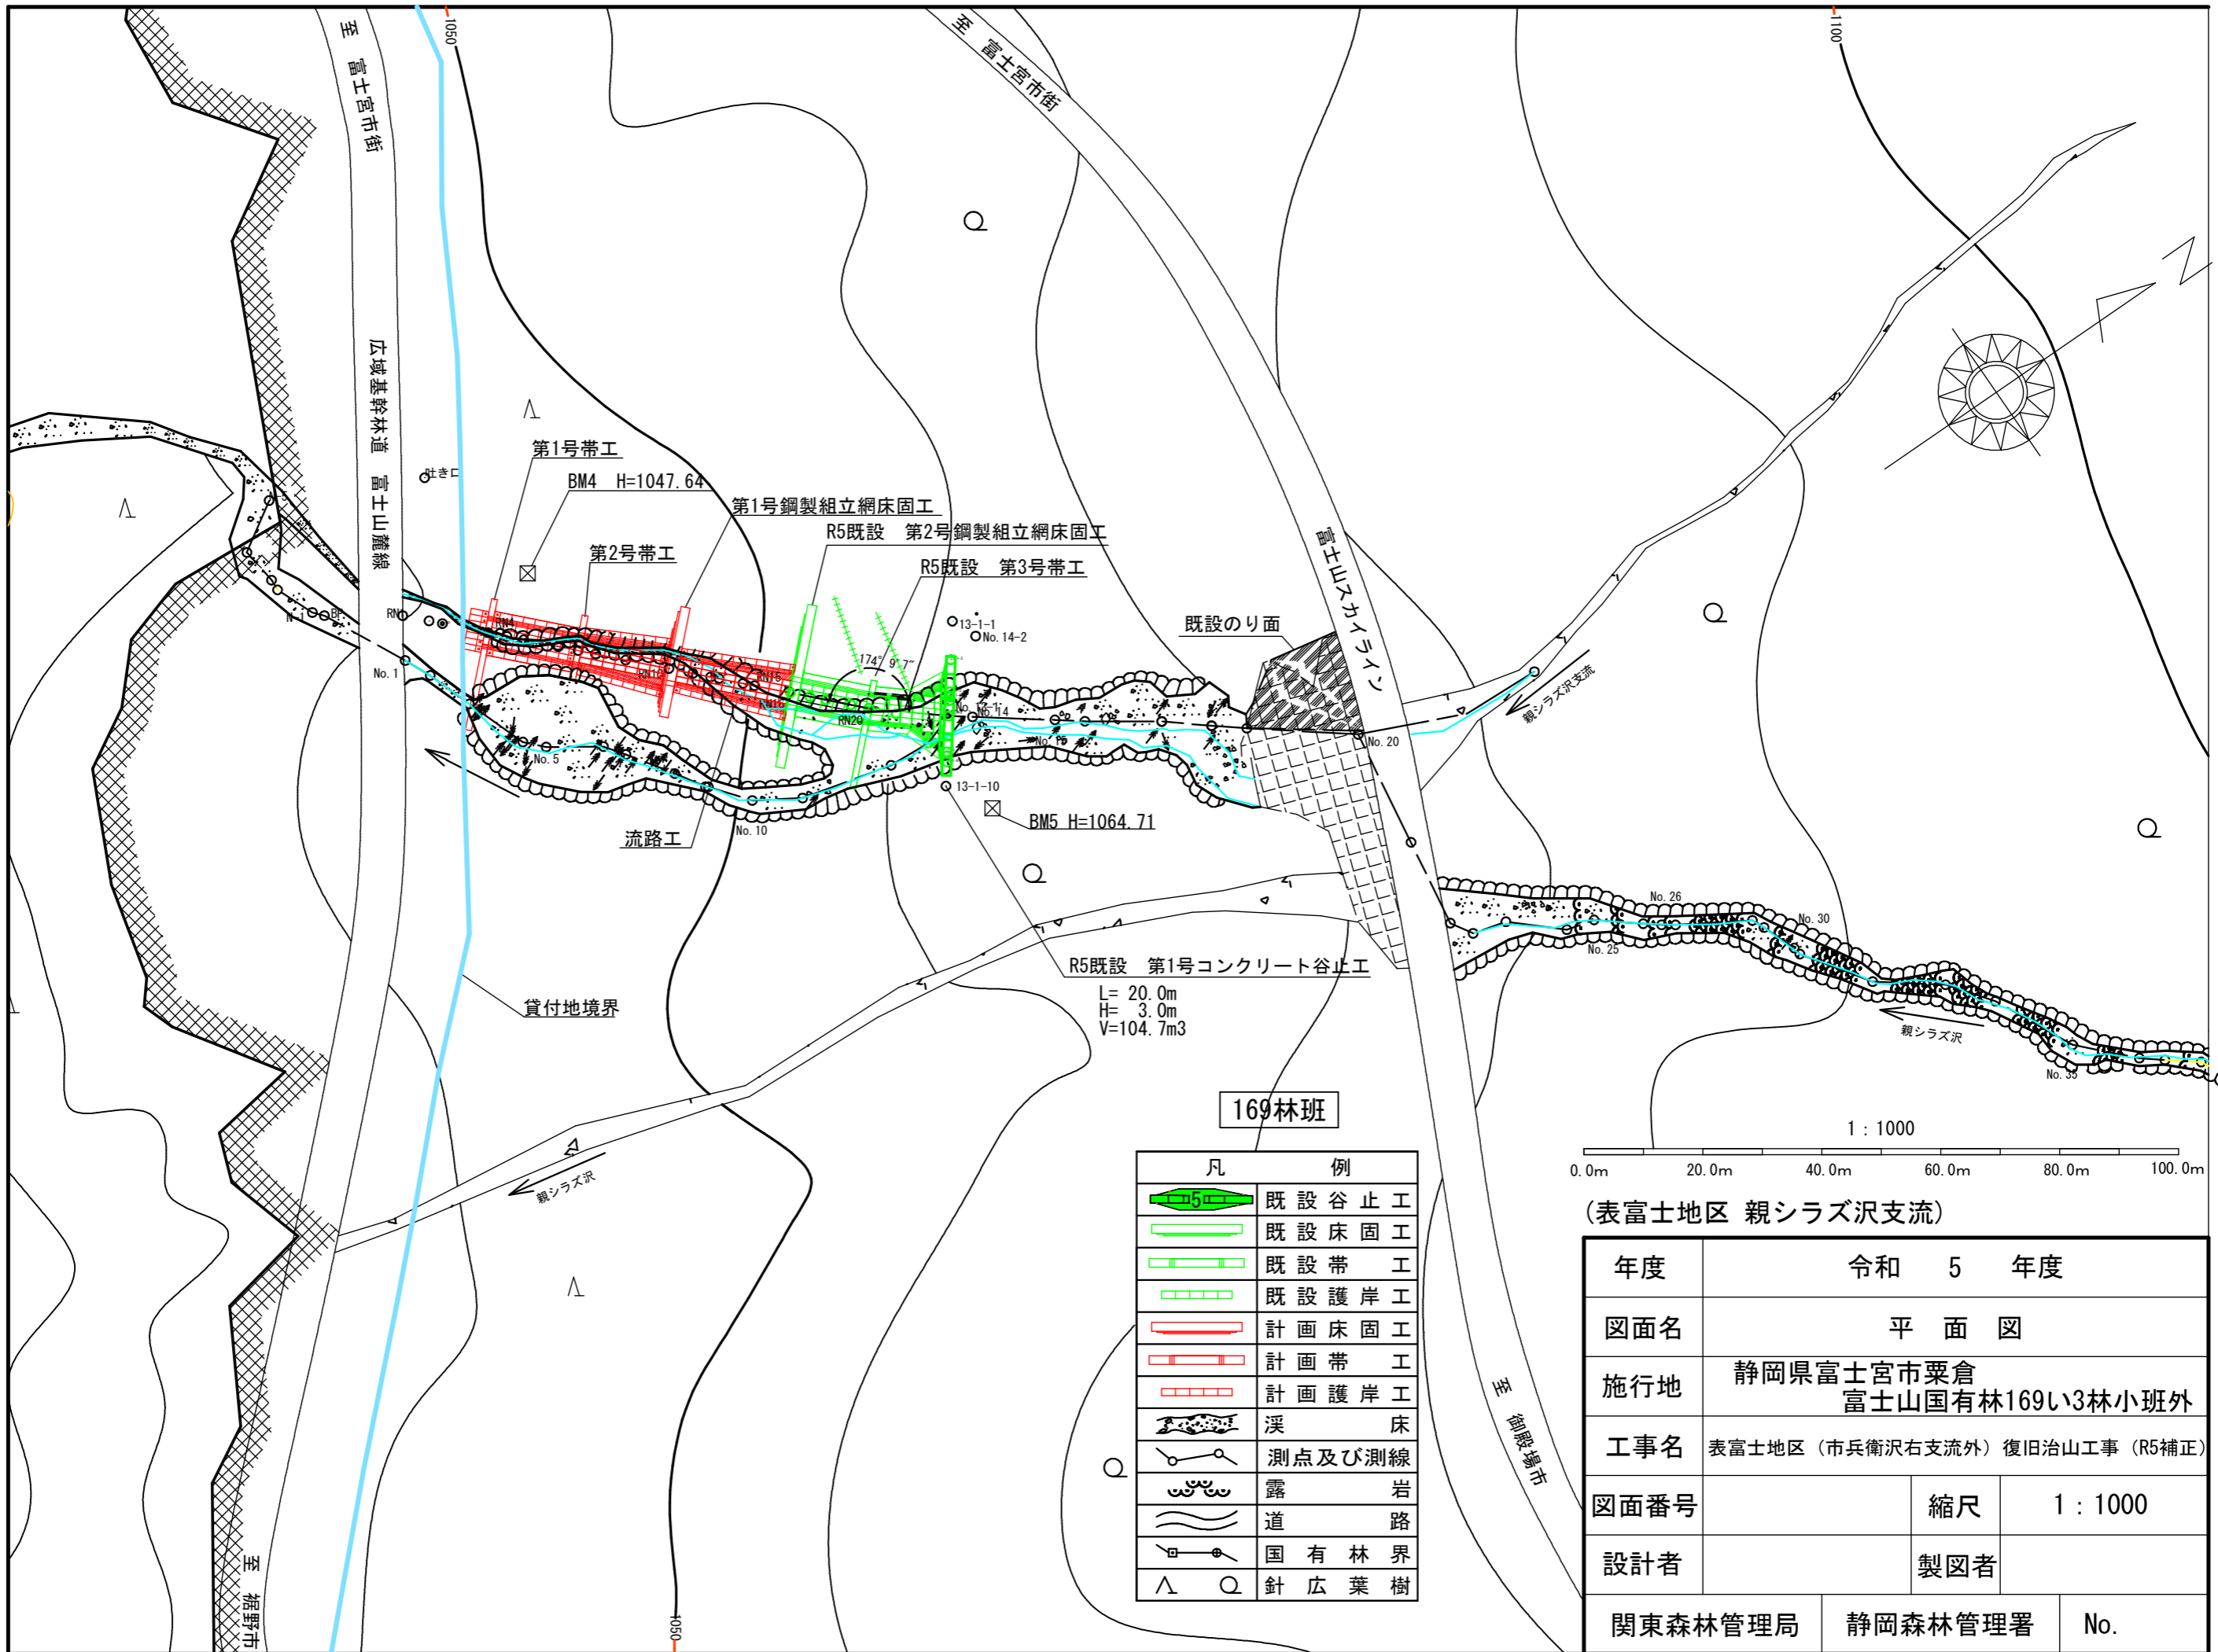 至 富士宮市街
1050
至 富士宮市街
1100
広域基幹林道 富士山麓線
吐き口
第1号帯工
BM4 H=1047.64
第1号鋼製組立網床固工
第2号帯工
R5既設 第2号鋼製組立網床固工
R5既設 第3号帯工
13-1-1
No.14-2
既設のり面
富士山スカイライン
親シラズ沢支流
174° 9'7"
N-1
BP
RN1
RN4
RN15
RN16
RN20
No.1
No.5
No.10
No.14
No.20
13-1-10
BM5 H=1064.71
流路工
貸付地境界
R5既設 第1号コンクリート谷止工
L= 20.0m
H= 3.0m
V=104.7m3
No.26
No.25
No.30
No.35
親シラズ沢
親シラズ沢
169林班
至 御殿場市
至 裾野市
1050
凡 例
5 既設谷止工
既設床固工
既設帯工
既設護岸工
計画床固工
計画帯工
計画護岸工
渓床
測点及び測線
露岩
道路
国有林界
針広葉樹
1:1000
0.0m 20.0m 40.0m 60.0m 80.0m 100.0m
(表富士地区 親シラズ沢支流)
年度 令和 5 年度
図面名 平面図
施行地 静岡県富士宮市粟倉
富士山国有林169い3林小班外
工事名 表富士地区(市兵衛沢右支流外)復旧治山工事(R5補正)
図面番号 縮尺 1:1000
設計者 製図者
関東森林管理局 静岡森林管理署 No.